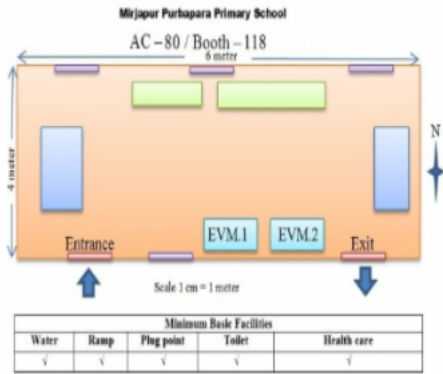 Mirjapur Purbapara Primary School
AC – 80 / Booth – 118
6 meter
4 meter
N
EVM.1 EVM.2
Entrance Exit
Scale 1 cm = 1 meter
Minimum Basic Facilities
Water Ramp Plug point Toilet Health care
√ √ √ √ √